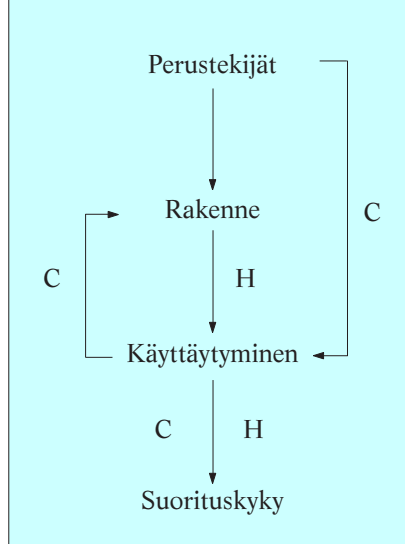 Perustekijät
Rakenne
C
C
H
Käyttäytyminen
C H
Suorituskyky